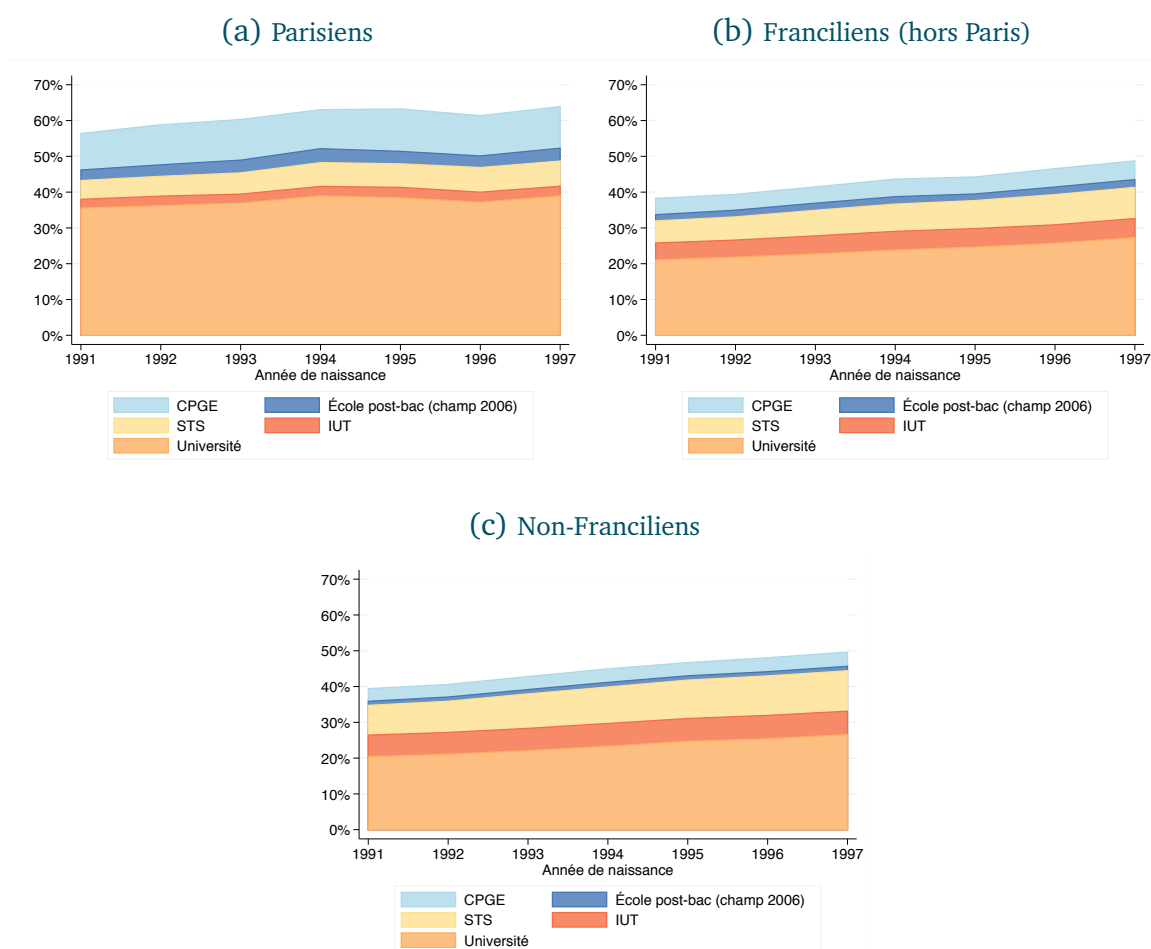 (a) Parisiens
70%
60%
50%
40%
30%
20%
10%
0%
1991 1992 1993 1994 1995 1996 1997
Année de naissance
CPGE École post-bac (champ 2006)
STS IUT
Université
(b) Franciliens (hors Paris)
70%
60%
50%
40%
30%
20%
10%
0%
1991 1992 1993 1994 1995 1996 1997
Année de naissance
CPGE École post-bac (champ 2006)
STS IUT
Université
(c) Non-Franciliens
70%
60%
50%
40%
30%
20%
10%
0%
1991 1992 1993 1994 1995 1996 1997
Année de naissance
CPGE École post-bac (champ 2006)
STS IUT
Université